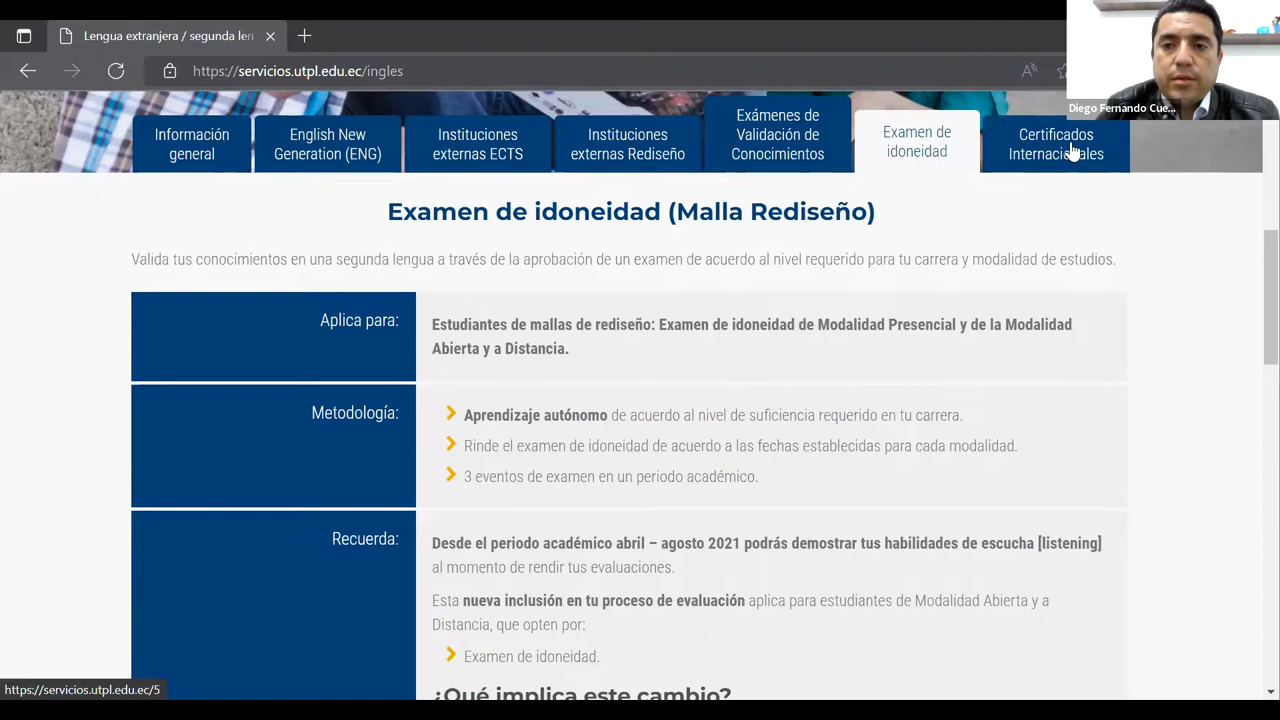 Lengua extranjera / segunda len
https://servicios.utpl.edu.ec/ingles
Diego Fernando Cue...
Información
general
English New
Generation (ENG)
Instituciones
externas ECTS
Instituciones
externas Rediseño
Exámenes de
Validación de
Conocimientos
Examen de
idoneidad
Certificados
Internacionales
Examen de idoneidad (Malla Rediseño)
Valida tus conocimientos en una segunda lengua a través de la aprobación de un examen de acuerdo al nivel requerido para tu carrera y modalidad de estudios.
Aplica para:
Estudiantes de mallas de rediseño: Examen de idoneidad de Modalidad Presencial y de la Modalidad
Abierta y a Distancia.
Metodología:
Aprendizaje autónomo de acuerdo al nivel de suficiencia requerido en tu carrera.
Rinde el examen de idoneidad de acuerdo a las fechas establecidas para cada modalidad.
3 eventos de examen en un periodo académico.
Recuerda:
Desde el periodo académico abril – agosto 2021 podrás demostrar tus habilidades de escucha [listening]
al momento de rendir tus evaluaciones.
Esta nueva inclusión en tu proceso de evaluación aplica para estudiantes de Modalidad Abierta y a
Distancia, que opten por:
Examen de idoneidad.
¿Qué implica este cambio?
https://servicios.utpl.edu.ec/5